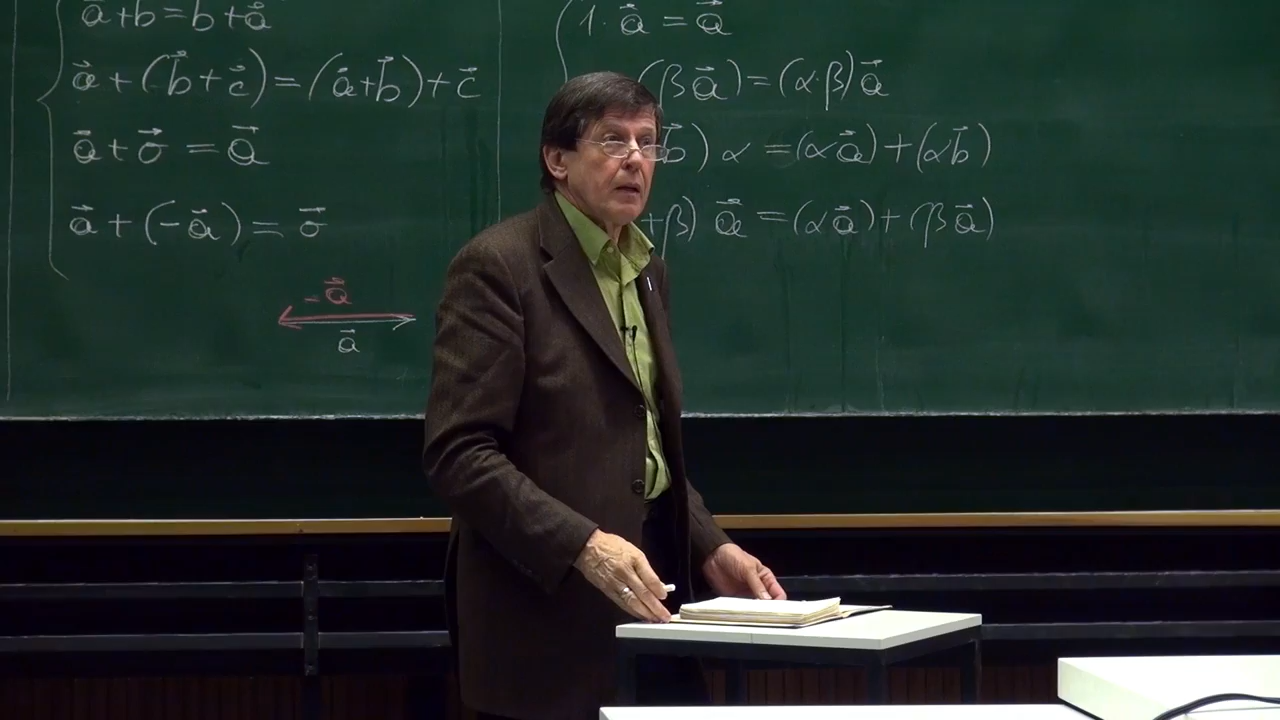 a⃗+b=b+a⃗
a⃗+(b⃗+c⃗)=(a⃗+b⃗)+c⃗
a⃗+o⃗=a⃗
a⃗+(-a⃗)=o⃗
-a⃗
a⃗
1·a⃗=a⃗
(βa⃗)=(α·β)a⃗
b⃗)α=(αa⃗)+(αb⃗)
+β)a⃗=(αa⃗)+(βa⃗)